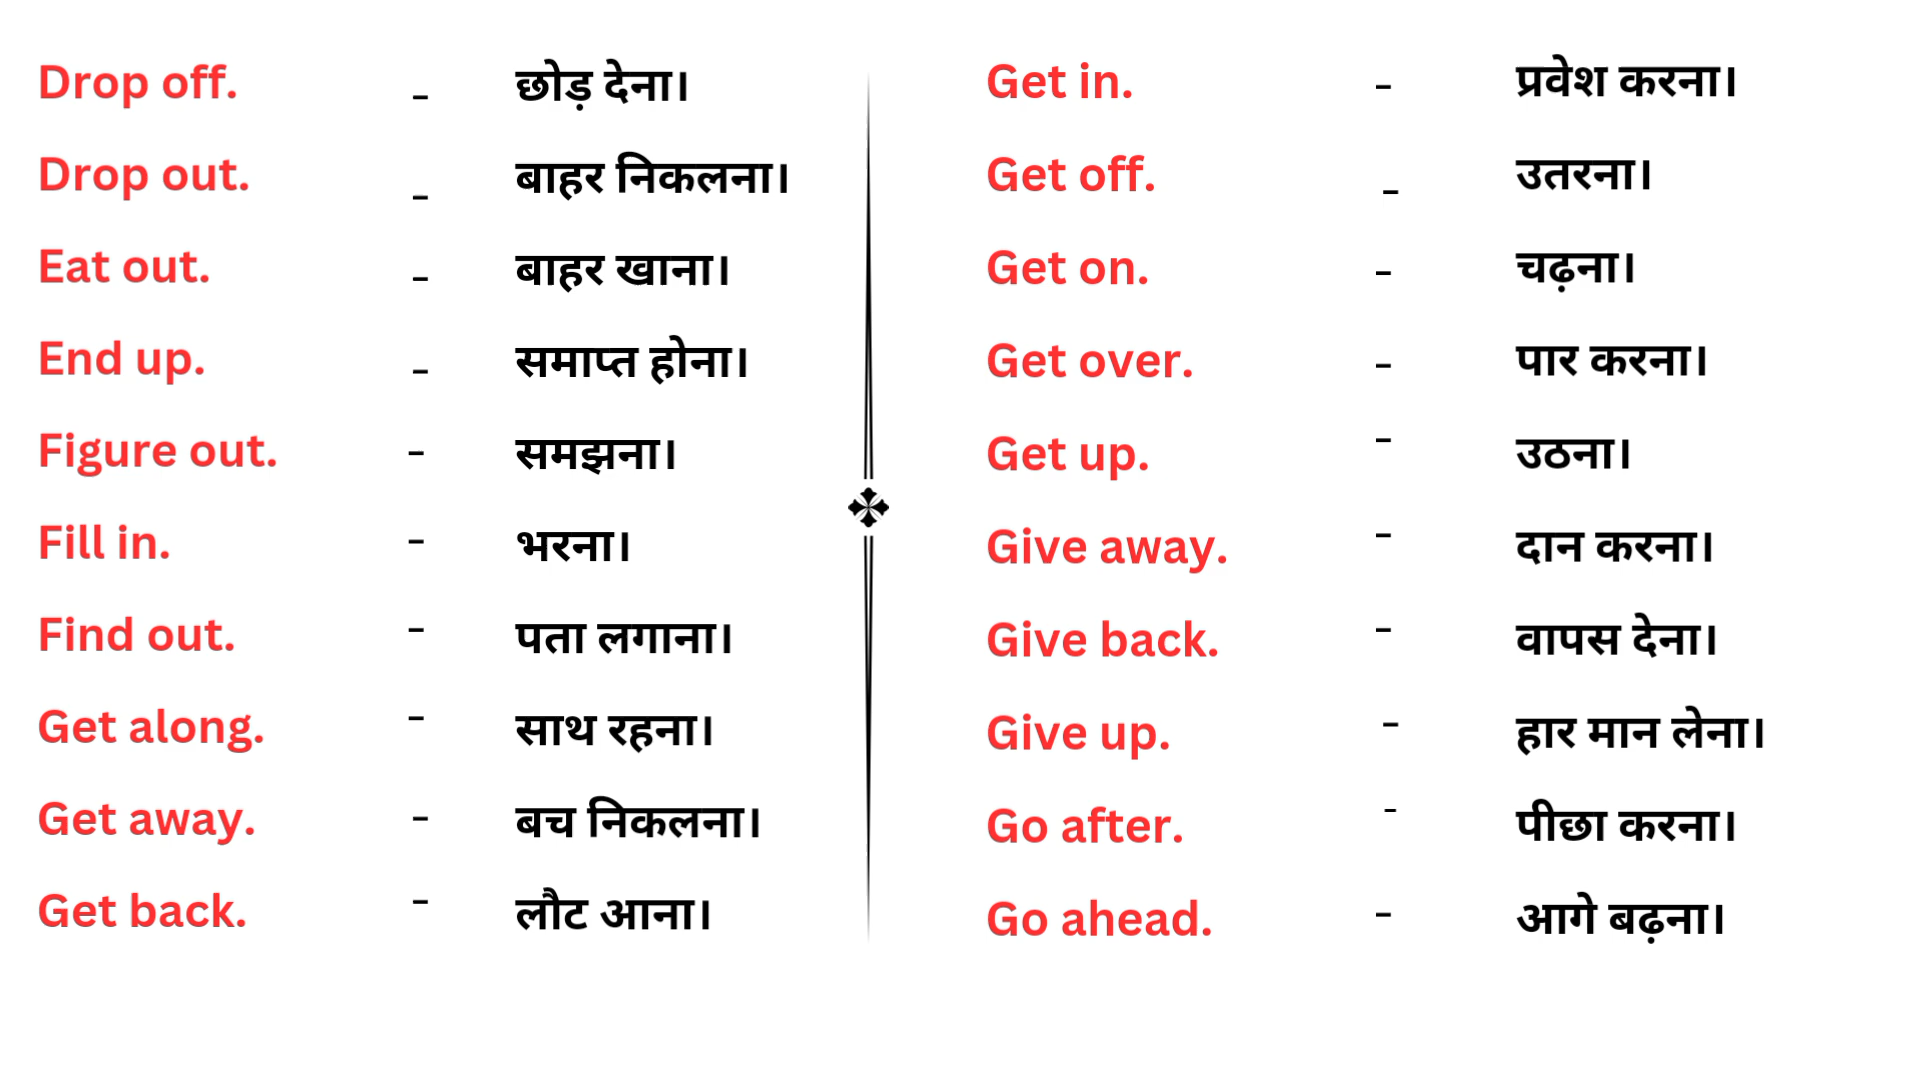 Drop off. - छोड़ देना।
Drop out. - बाहर निकलना।
Eat out. - बाहर खाना।
End up. - समाप्त होना।
Figure out. - समझना।
Fill in. - भरना।
Find out. - पता लगाना।
Get along. - साथ रहना।
Get away. - बच निकलना।
Get back. - लौट आना।
Get in. - प्रवेश करना।
Get off. - उतरना।
Get on. - चढ़ना।
Get over. - पार करना।
Get up. - उठना।
Give away. - दान करना।
Give back. - वापस देना।
Give up. - हार मान लेना।
Go after. - पीछा करना।
Go ahead. - आगे बढ़ना।